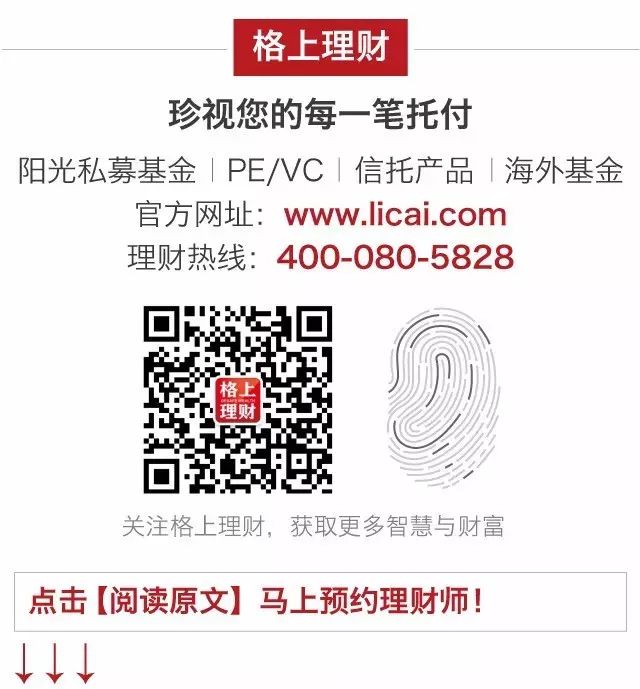 格上理财
珍视您的每一笔托付
阳光私募基金 | PE/VC | 信托产品 | 海外基金
官方网址：www.licai.com
理财热线：400-080-5828
格上
理财
关注格上理财，获取更多智慧与财富
点击【阅读原文】马上预约理财师！
↓↓↓